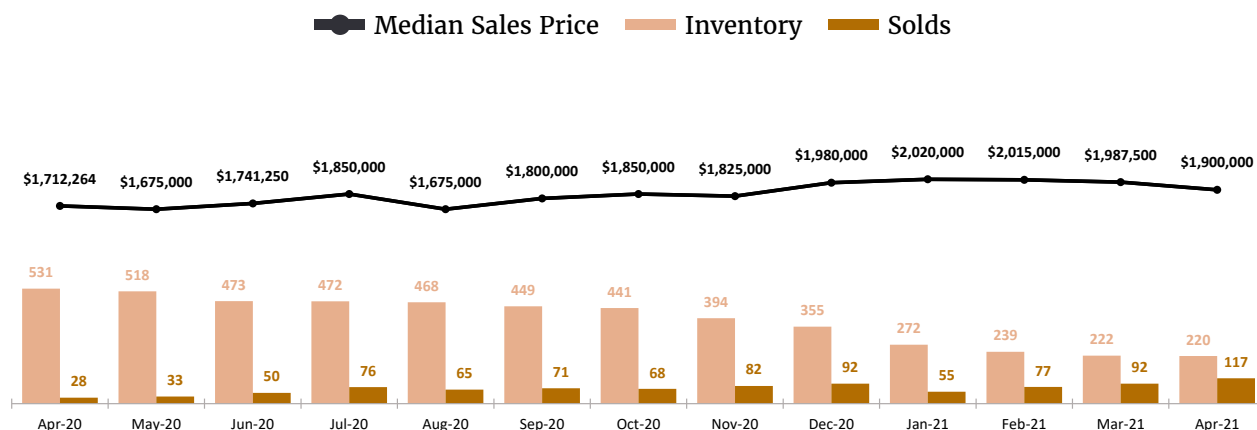 Median Sales Price Inventory Solds
$1,712,264 $1,675,000 $1,741,250 $1,850,000 $1,675,000 $1,800,000 $1,850,000 $1,825,000 $1,980,000 $2,020,000 $2,015,000 $1,987,500 $1,900,000
531 518 473 472 468 449 441 394 355 272 239 222 220
28 33 50 76 65 71 68 82 92 55 77 92 117
Apr-20 May-20 Jun-20 Jul-20 Aug-20 Sep-20 Oct-20 Nov-20 Dec-20 Jan-21 Feb-21 Mar-21 Apr-21